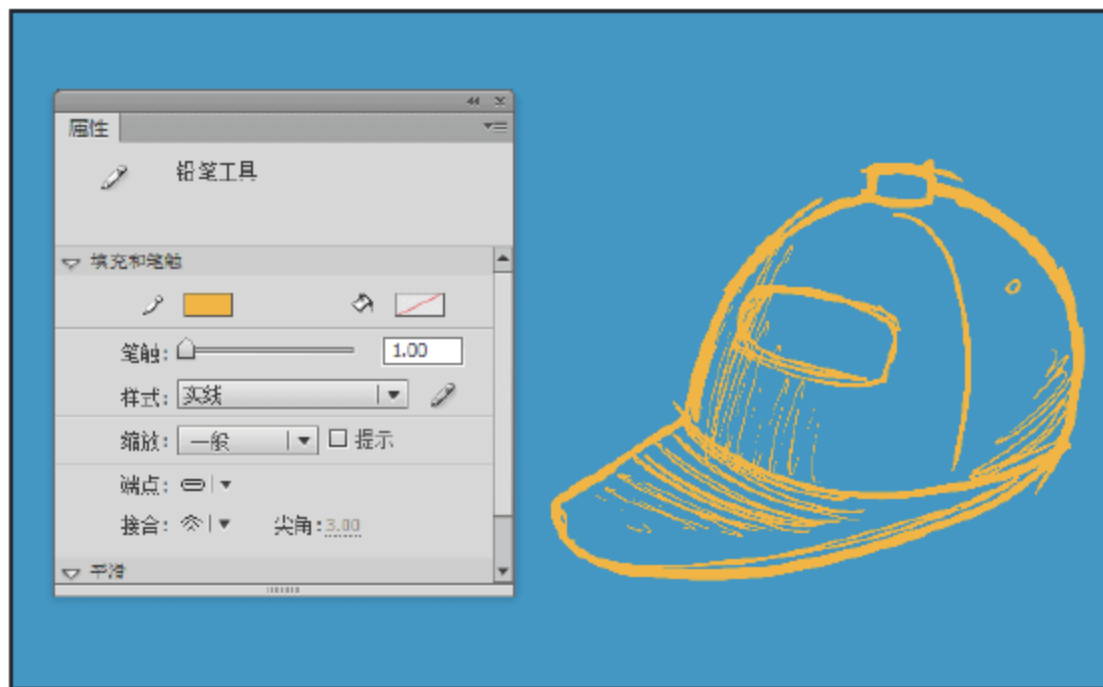 属性
铅笔工具
填充和笔触
笔触: 1.00
样式: 实线
缩放: 一般 提示
端点:
接合: 尖角: 3.00
平滑